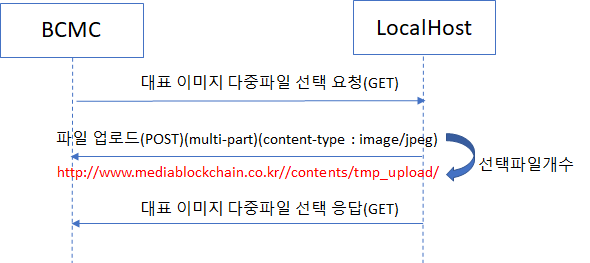 BCMC
LocalHost
대표 이미지 다중파일 선택 요청(GET)
파일 업로드(POST)(multi-part)(content-type : image/jpeg)
http://www.mediablockchain.co.kr//contents/tmp_upload/
선택파일개수
대표 이미지 다중파일 선택 응답(GET)